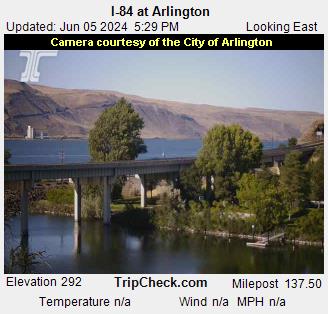 I-84 at Arlington
Updated: Jun 05 2024 5:29 PM Looking East
Camera courtesy of the City of Arlington
Elevation 292 TripCheck.com Milepost 137.50
Temperature n/a Wind n/a MPH n/a